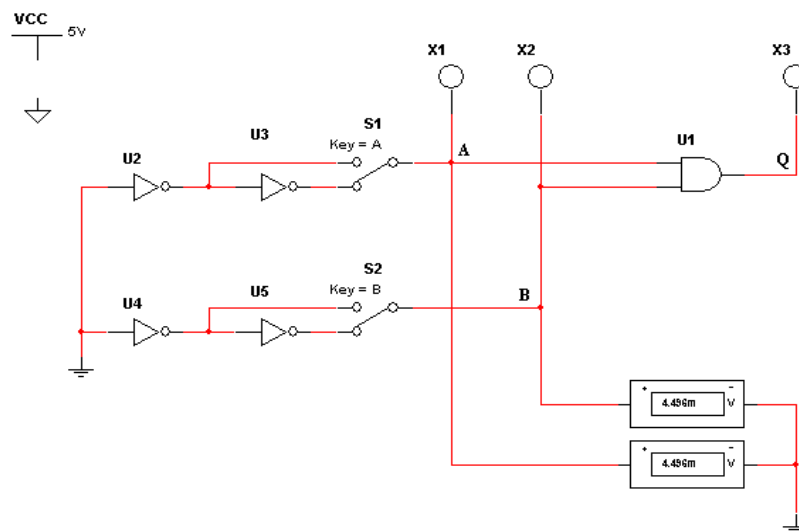 VCC
5V
X1
X2
X3
S1
U3
Key = A
U2
A
U1
Q
S2
U5
Key = B
U4
B
+ 4.496m - V
+ 4.496m - V